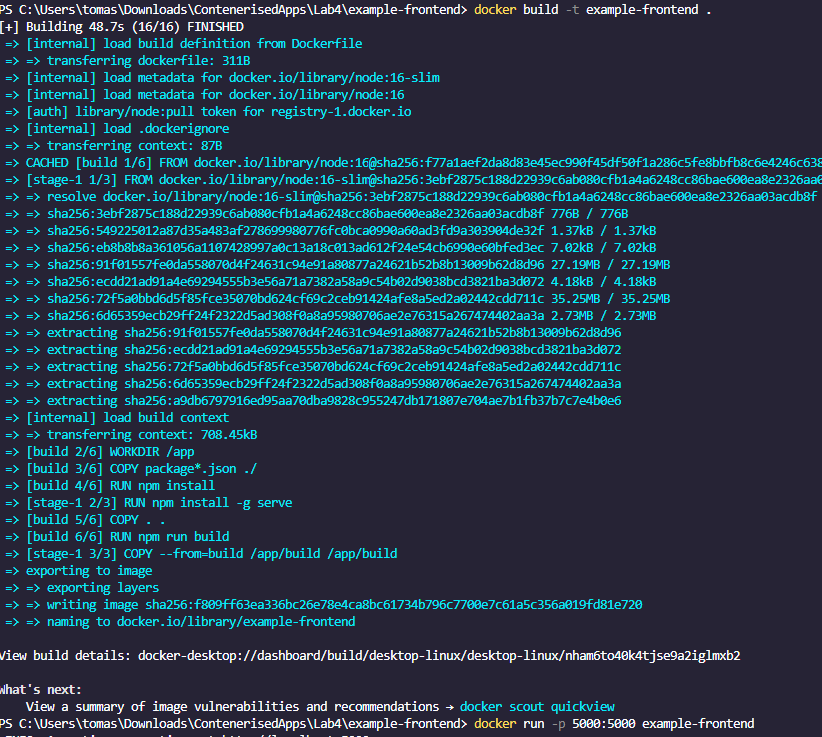 PS C:\Users\tomas\Downloads\ContenerisedApps\Lab4\example-frontend> docker build -t example-frontend .
[+] Building 48.7s (16/16) FINISHED
=> [internal] load build definition from Dockerfile
=> => transferring dockerfile: 311B
=> [internal] load metadata for docker.io/library/node:16-slim
=> [internal] load metadata for docker.io/library/node:16
=> [auth] library/node:pull token for registry-1.docker.io
=> [internal] load .dockerignore
=> => transferring context: 87B
=> CACHED [build 1/6] FROM docker.io/library/node:16@sha256:f77a1aef2da8d83e45ec990f45df50f1a286c5fe8bbfb8c6e4246c638
=> [stage-1 1/3] FROM docker.io/library/node:16-slim@sha256:3ebf2875c188d22939c6ab080cfb1a4a6248cc86bae600ea8e2326aa0
=> => resolve docker.io/library/node:16-slim@sha256:3ebf2875c188d22939c6ab080cfb1a4a6248cc86bae600ea8e2326aa03acdb8f
=> => sha256:3ebf2875c188d22939c6ab080cfb1a4a6248cc86bae600ea8e2326aa03acdb8f 776B / 776B
=> => sha256:549225012a87d35a483af278699980776fc0bca0990a60ad3fd9a303904de32f 1.37kB / 1.37kB
=> => sha256:eb8b8b8a361056a1107428997a0c13a18c013ad612f24e54cb6990e60bfed3ec 7.02kB / 7.02kB
=> => sha256:91f01557fe0da558070d4f24631c94e91a80877a24621b52b8b13009b62d8d96 27.19MB / 27.19MB
=> => sha256:ecdd21ad91a4e69294555b3e56a71a7382a58a9c54b02d9038bcd3821ba3d072 4.18kB / 4.18kB
=> => sha256:72f5a0bbd6d5f85fce35070bd624cf69c2ceb91424afe8a5ed2a02442cdd711c 35.25MB / 35.25MB
=> => sha256:6d65359ecb29ff24f2322d5ad308f0a8a95980706ae2e76315a267474402aa3a 2.73MB / 2.73MB
=> => extracting sha256:91f01557fe0da558070d4f24631c94e91a80877a24621b52b8b13009b62d8d96
=> => extracting sha256:ecdd21ad91a4e69294555b3e56a71a7382a58a9c54b02d9038bcd3821ba3d072
=> => extracting sha256:72f5a0bbd6d5f85fce35070bd624cf69c2ceb91424afe8a5ed2a02442cdd711c
=> => extracting sha256:6d65359ecb29ff24f2322d5ad308f0a8a95980706ae2e76315a267474402aa3a
=> => extracting sha256:a9db6797916ed95aa70dba9828c955247db171807e704ae7b1fb37b7c7e4b0e6
=> [internal] load build context
=> => transferring context: 708.45kB
=> [build 2/6] WORKDIR /app
=> [build 3/6] COPY package*.json ./
=> [build 4/6] RUN npm install
=> [stage-1 2/3] RUN npm install -g serve
=> [build 5/6] COPY . .
=> [build 6/6] RUN npm run build
=> [stage-1 3/3] COPY --from=build /app/build /app/build
=> exporting to image
=> => exporting layers
=> => writing image sha256:f809ff63ea336bc26e78e4ca8bc61734b796c7700e7c61a5c356a019fd81e720
=> => naming to docker.io/library/example-frontend
View build details: docker-desktop://dashboard/build/desktop-linux/desktop-linux/nham6to40k4tjse9a2iglmxb2
What's next:
View a summary of image vulnerabilities and recommendations → docker scout quickview
PS C:\Users\tomas\Downloads\ContenerisedApps\Lab4\example-frontend> docker run -p 5000:5000 example-frontend